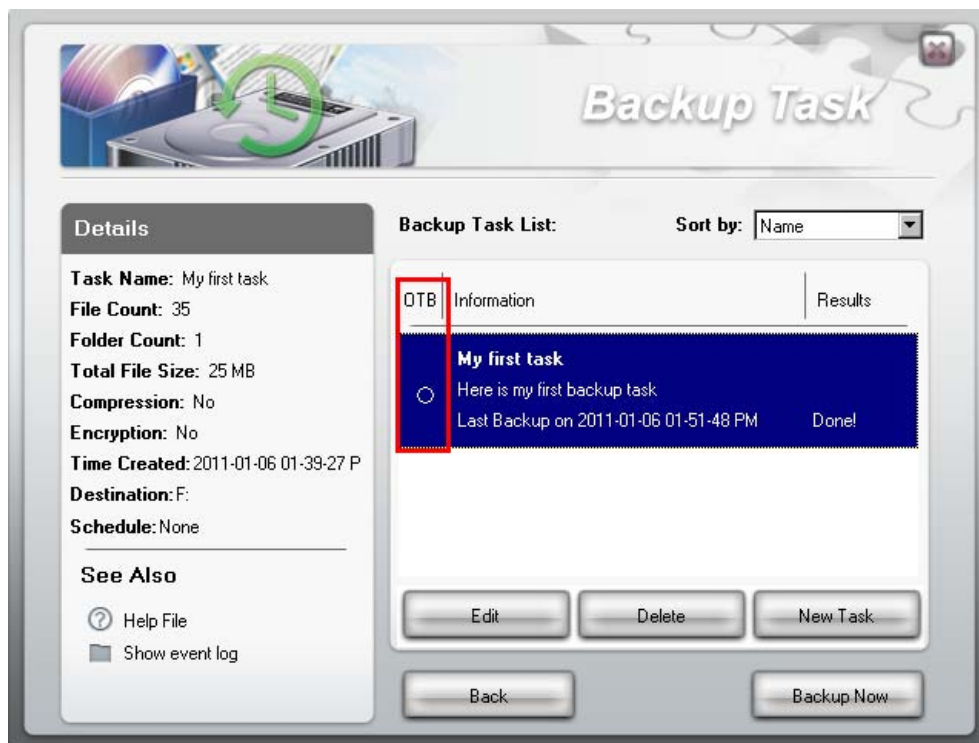 Backup Task
Details
Task Name: My first task
File Count: 35
Folder Count: 1
Total File Size: 25 MB
Compression: No
Encryption: No
Time Created: 2011-01-06 01-39-27 P
Destination: F:
Schedule: None
See Also
Help File
Show event log
Backup Task List:
Sort by: Name
OTB Information Results
My first task
Here is my first backup task
Last Backup on 2011-01-06 01-51-48 PM Done!
Edit Delete New Task
Back Backup Now